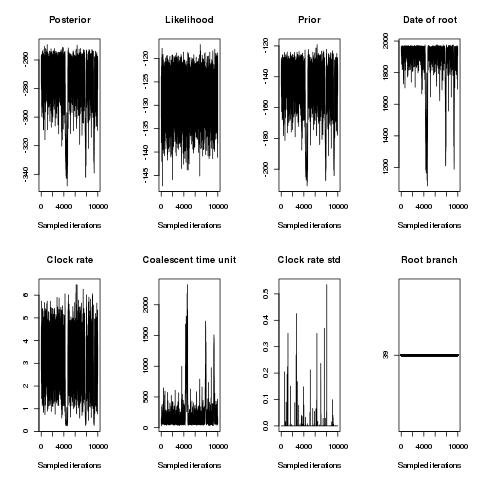 Posterior Likelihood Prior Date of root
-340 -320 -300 -280 -260
-145 -140 -135 -130 -125 -120
-200 -180 -160 -140 -120
1200 1400 1600 1800 2000
0 4000 10000 0 4000 10000 0 4000 10000 0 4000 10000
Sampled iterations Sampled iterations Sampled iterations Sampled iterations
Clock rate Coalescent time unit Clock rate std Root branch
0 1 2 3 4 5 6
0 500 1000 1500 2000
0.0 0.1 0.2 0.3 0.4 0.5
39
0 4000 10000 0 4000 10000 0 4000 10000 0 4000 10000
Sampled iterations Sampled iterations Sampled iterations Sampled iterations